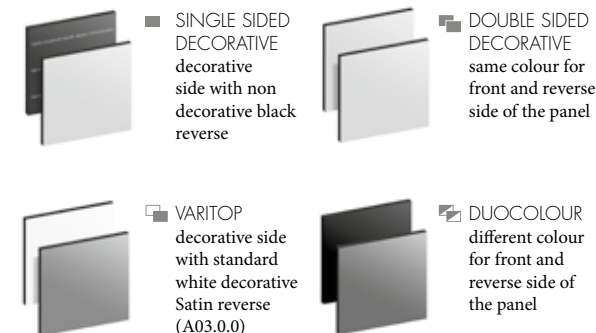 SINGLE SIDED
DECORATIVE
decorative
side with non
decorative black
reverse
DOUBLE SIDED
DECORATIVE
same colour for
front and reverse
side of the panel
VARITOP
decorative side
with standard
white decorative
Satin reverse
(A03.0.0)
DUOCOLOUR
different colour
for front and
reverse side of
the panel